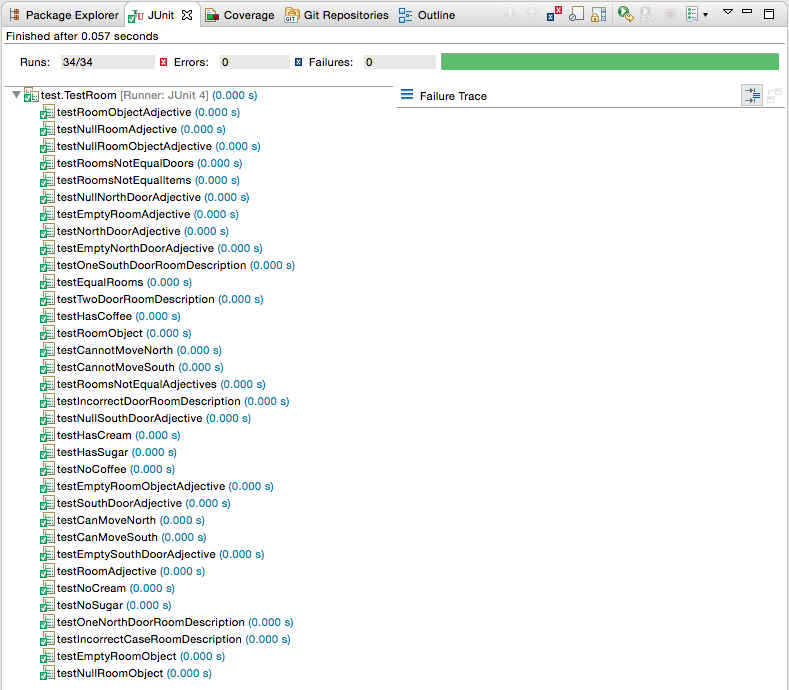 Package Explorer JUnit Coverage Git Repositories Outline
Finished after 0.057 seconds
Runs: 34/34 Errors: 0 Failures: 0
test.TestRoom [Runner: JUnit 4] (0.000 s)
Failure Trace
testRoomObjectAdjective (0.000 s)
testNullRoomAdjective (0.000 s)
testNullRoomObjectAdjective (0.000 s)
testRoomsNotEqualDoors (0.000 s)
testRoomsNotEqualItems (0.000 s)
testNullNorthDoorAdjective (0.000 s)
testEmptyRoomAdjective (0.000 s)
testNorthDoorAdjective (0.000 s)
testEmptyNorthDoorAdjective (0.000 s)
testOneSouthDoorRoomDescription (0.000 s)
testEqualRooms (0.000 s)
testTwoDoorRoomDescription (0.000 s)
testHasCoffee (0.000 s)
testRoomObject (0.000 s)
testCannotMoveNorth (0.000 s)
testCannotMoveSouth (0.000 s)
testRoomsNotEqualAdjectives (0.000 s)
testIncorrectDoorRoomDescription (0.000 s)
testNullSouthDoorAdjective (0.000 s)
testHasCream (0.000 s)
testHasSugar (0.000 s)
testNoCoffee (0.000 s)
testEmptyRoomObjectAdjective (0.000 s)
testSouthDoorAdjective (0.000 s)
testCanMoveNorth (0.000 s)
testCanMoveSouth (0.000 s)
testEmptySouthDoorAdjective (0.000 s)
testRoomAdjective (0.000 s)
testNoCream (0.000 s)
testNoSugar (0.000 s)
testOneNorthDoorRoomDescription (0.000 s)
testIncorrectCaseRoomDescription (0.000 s)
testEmptyRoomObject (0.000 s)
testNullRoomObject (0.000 s)